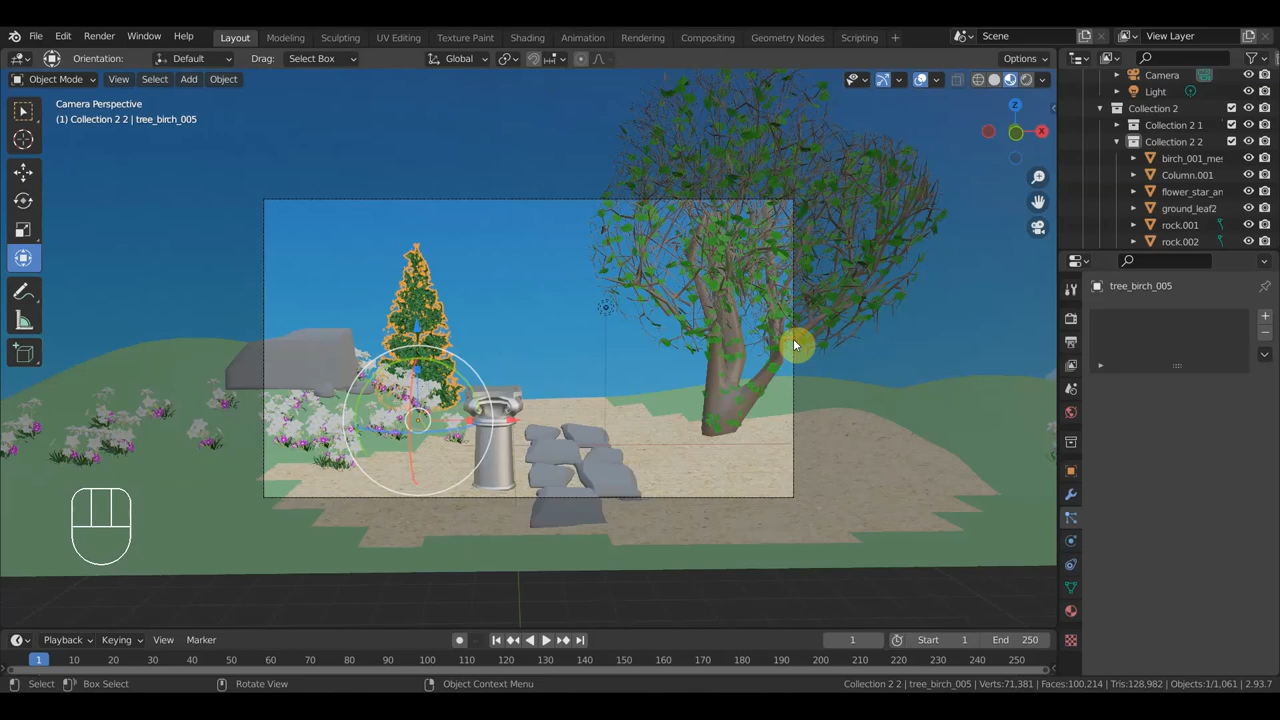 File Edit Render Window Help Layout Modeling Sculpting UV Editing Texture Paint Shading Animation Rendering Compositing Geometry Nodes Scripting + Scene View Layer
Orientation: Default Drag: Select Box Global Options
Object Mode View Select Add Object
Camera Perspective
(1) Collection 2 2 | tree_birch_005
X
Camera
Light
Collection 2
Collection 2 1
Collection 2 2
birch_001_mes
Column.001
flower_star_an
ground_leaf2
rock.001
rock.002
tree_birch_005
Playback Keying View Marker 1 Start 1 End 250
1 10 20 30 40 50 60 70 80 90 100 110 120 130 140 150 160 170 180 190 200 210 220 230 240 250
Select Box Select Rotate View Object Context Menu Collection 2 2 | tree_birch_005 | Verts:71,381 | Faces:100,214 | Tris:128,982 | Objects:1/1,061 | 2.93.7